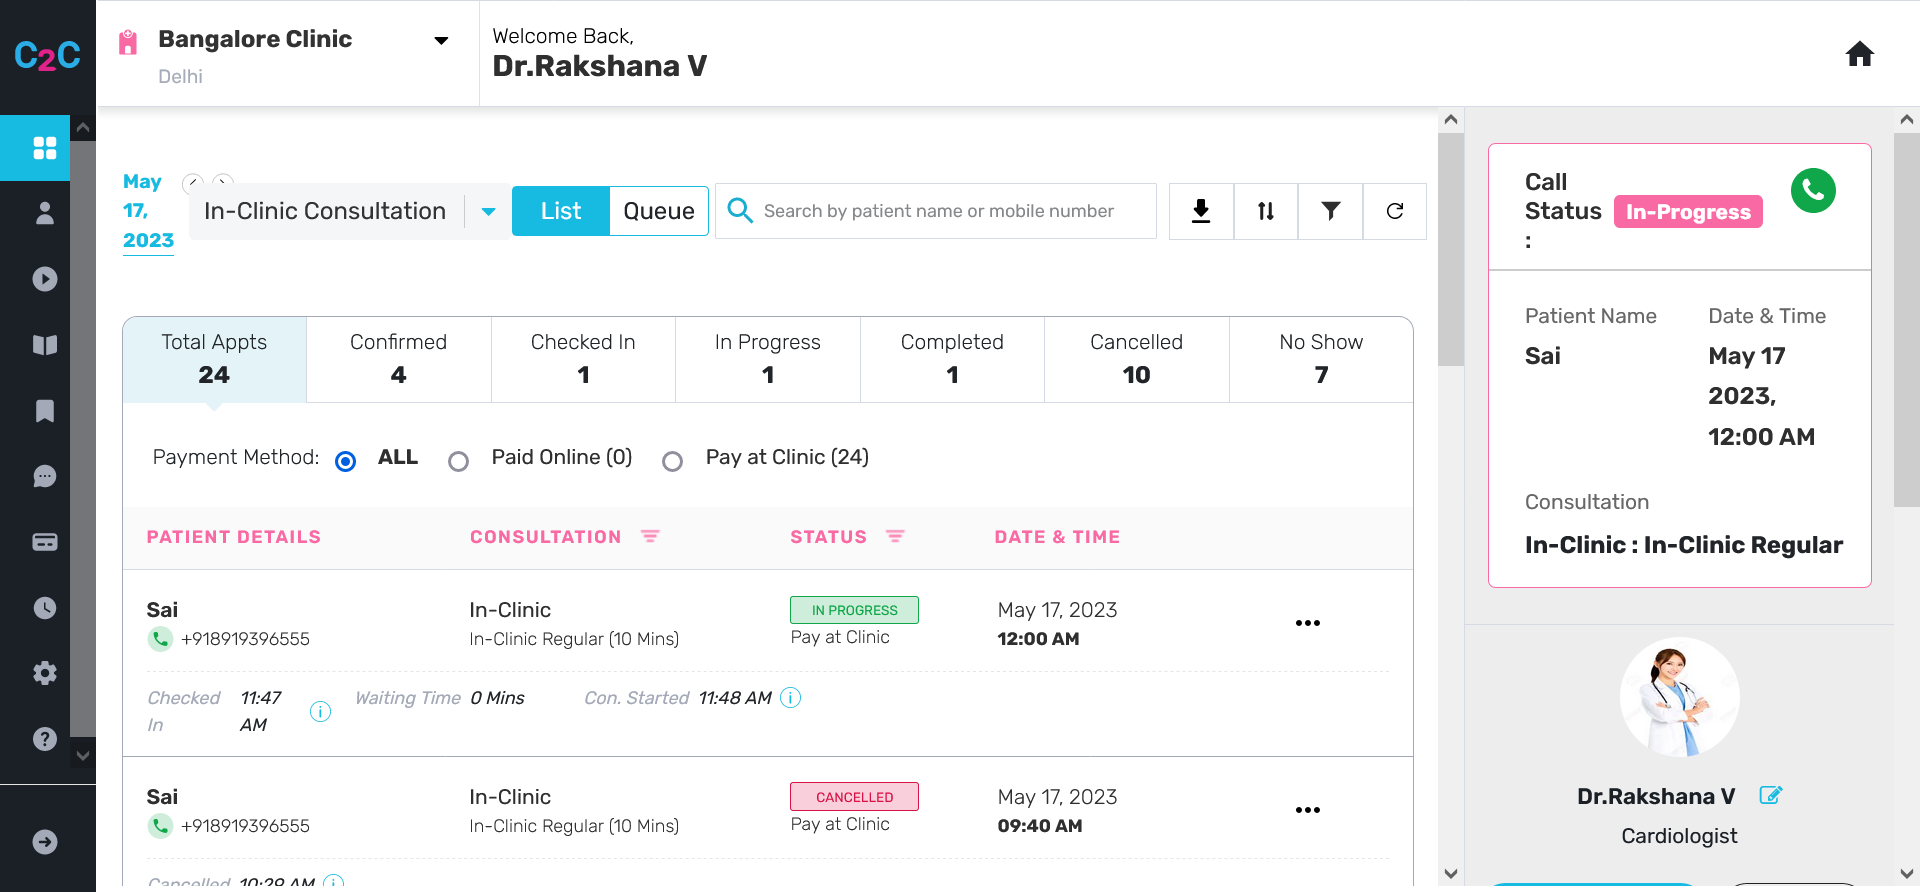 C2C
Bangalore Clinic
Delhi
Welcome Back,
Dr.Rakshana V
May
17,
2023
In-Clinic Consultation
List
Queue
Search by patient name or mobile number
Total Appts
24
Confirmed
4
Checked In
1
In Progress
1
Completed
1
Cancelled
10
No Show
7
Payment Method:
ALL
Paid Online (0)
Pay at Clinic (24)
PATIENT DETAILS
CONSULTATION
STATUS
DATE & TIME
Sai
+918919396555
In-Clinic
In-Clinic Regular (10 Mins)
IN PROGRESS
Pay at Clinic
May 17, 2023
12:00 AM
Checked
In
11:47
AM
Waiting Time 0 Mins
Con. Started 11:48 AM
Sai
+918919396555
In-Clinic
In-Clinic Regular (10 Mins)
CANCELLED
Pay at Clinic
May 17, 2023
09:40 AM
Cancelled 10:29 AM
Call
Status
:
In-Progress
Patient Name
Sai
Date & Time
May 17
2023,
12:00 AM
Consultation
In-Clinic : In-Clinic Regular
Dr.Rakshana V
Cardiologist